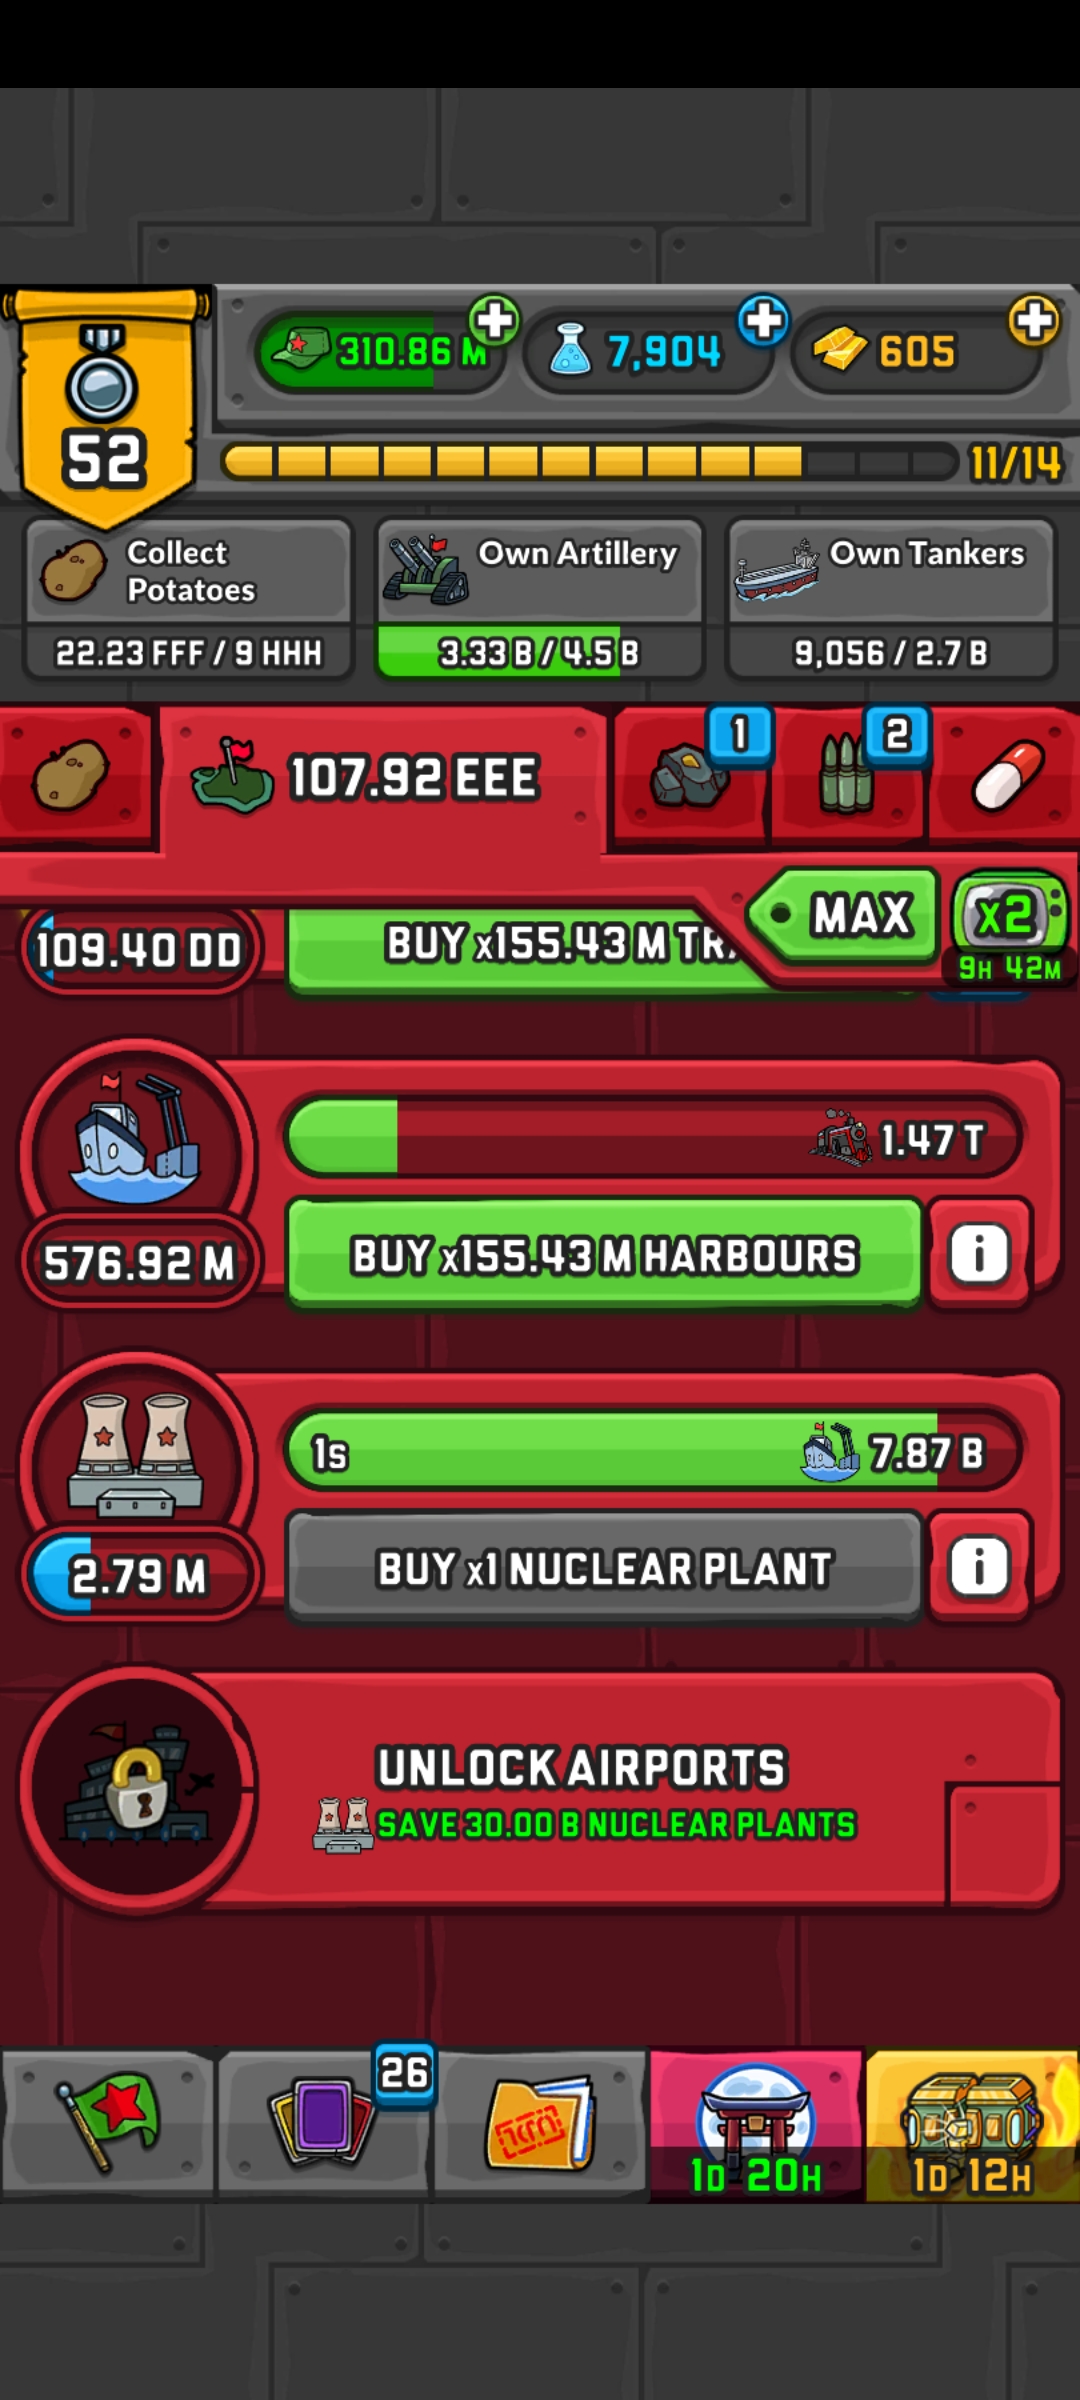 310.86 M
7,904
605
52
11/14
Collect
Potatoes
Own Artillery
Own Tankers
22.23 FFF / 9 HHH
3.33 B / 4.5 B
9,056 / 2.7 B
107.92 EEE
1
2
MAX
x2
9H 42M
109.40 DD
BUY x155.43 M
1.47 T
576.92 M
BUY x155.43 M HARBOURS
i
1s
7.87 B
2.79 M
BUY x1 NUCLEAR PLANT
i
UNLOCK AIRPORTS
SAVE 30.00 B NUCLEAR PLANTS
26
1D 20H
1D 12H